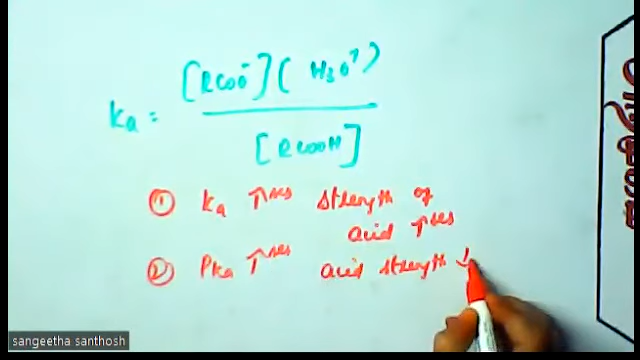 Ka = [RCOO⁻](H₃O⁺) / [RCOOH]
① Ka ↑ses strength of
acid ↑ses
② Pka ↑ses acid strength ↓
sangeetha santhosh